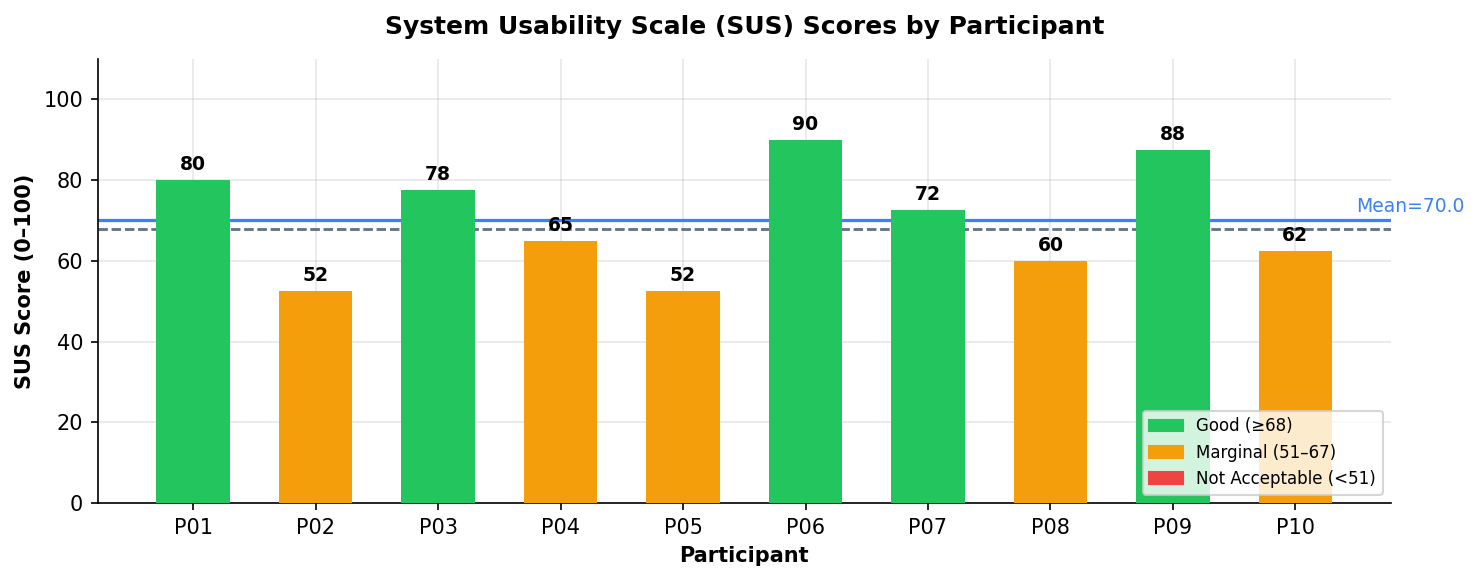 System Usability Scale (SUS) Scores by Participant
SUS Score (0–100)
100
80
60
40
20
0
80
52
78
65
52
90
72
60
88
62
Mean=70.0
Good (≥68)
Marginal (51–67)
Not Acceptable (<51)
P01 P02 P03 P04 P05 P06 P07 P08 P09 P10
Participant